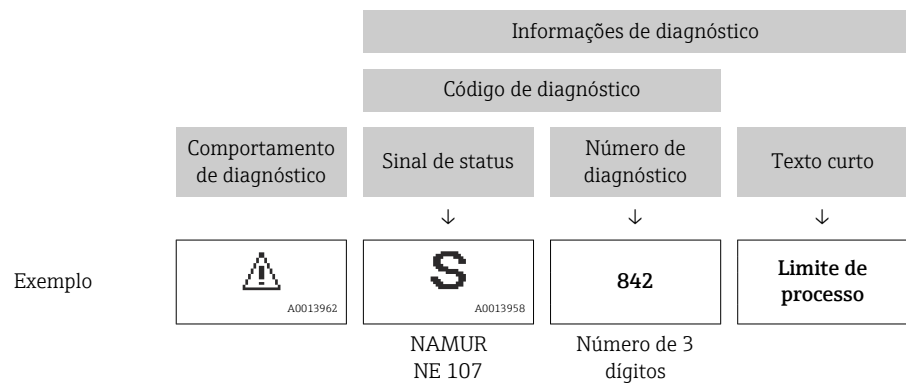 Informações de diagnóstico
Código de diagnóstico
Comportamento
de diagnóstico
Sinal de status
Número de
diagnóstico
Texto curto
↓
↓
↓
Exemplo
A0013962
S
A0013958
842
Limite de
processo
NAMUR
NE 107
Número de 3
dígitos